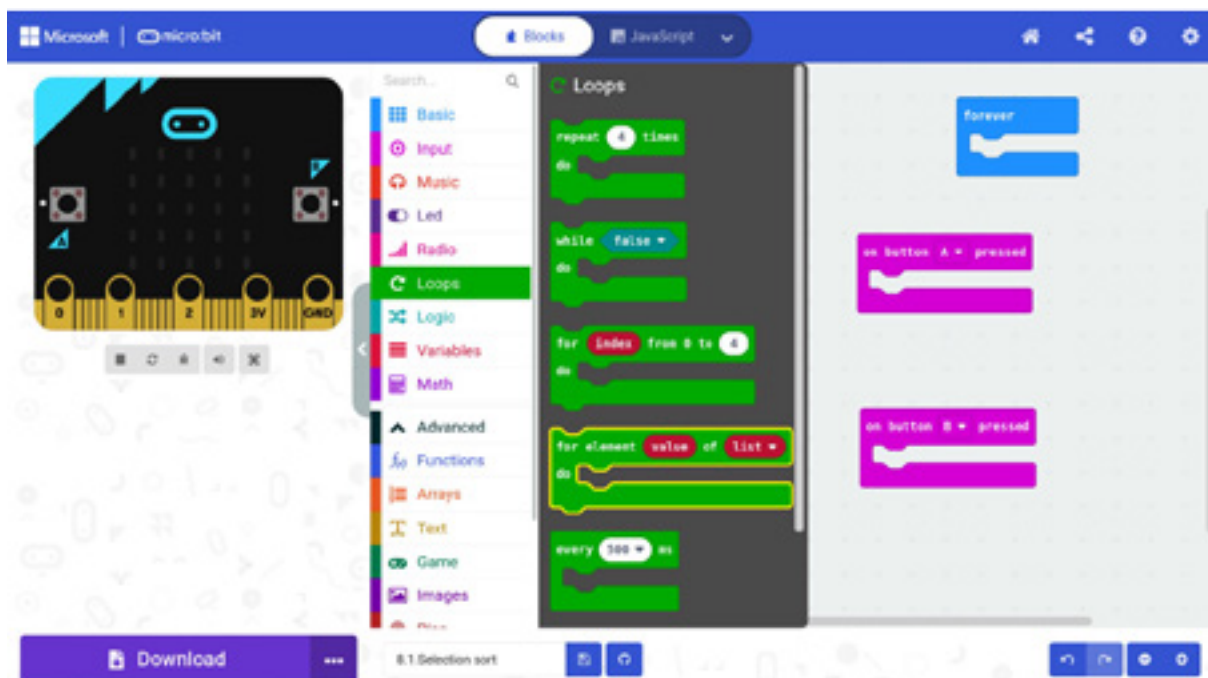 Microsoft micro:bit
Blocks
JavaScript
A
B
0 1 2 3V GND
Search...
Basic
Input
Music
Led
Radio
Loops
Logic
Variables
Math
Advanced
Functions
Arrays
Text
Game
Images
Loops
repeat 4 times
do
while false
do
for index from 0 to 4
do
for element value of list
do
every 500 ms
forever
on button A pressed
on button B pressed
Download
8.1.Selection sort